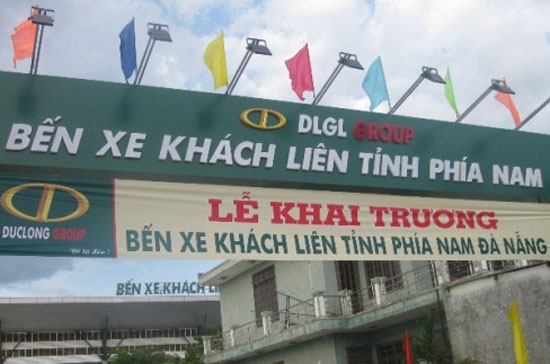 DLGL GROUP
BẾN XE KHÁCH LIÊN TỈNH PHÍA NAM
LỄ KHAI TRƯƠNG
BẾN XE KHÁCH LIÊN TỈNH PHÍA NAM ĐÀ NẴNG
DUCLONG GROUP
BẾN XE KHÁCH